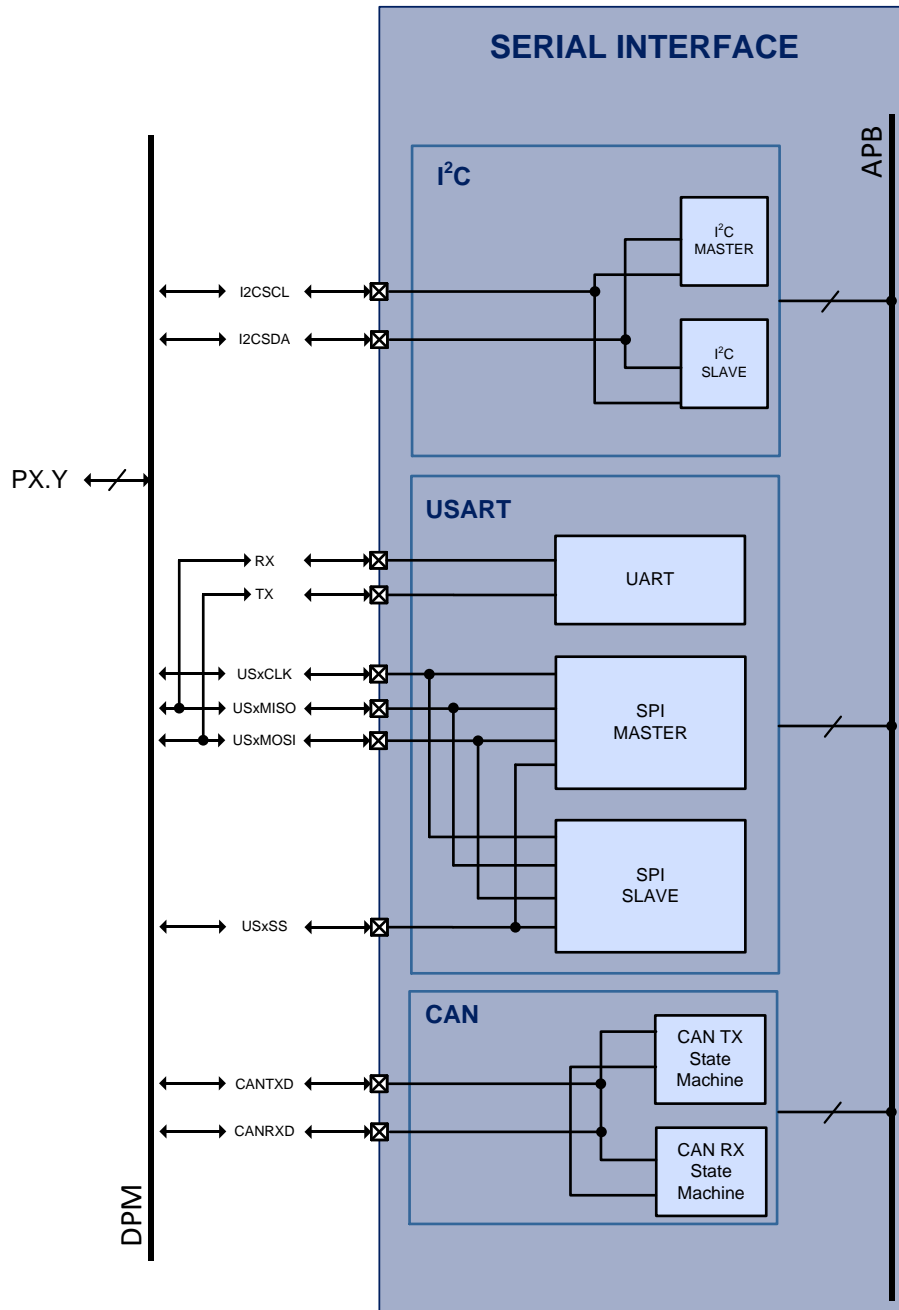 SERIAL INTERFACE
APB
I²C
I²C
MASTER
I2CSCL
I2CSDA
I²C
SLAVE
PX.Y
USART
RX
UART
TX
USxCLK
USxMISO
SPI
MASTER
USxMOSI
SPI
SLAVE
USxSS
CAN
CAN TX
State
Machine
CANTXD
CANRXD
CAN RX
State
Machine
DPM